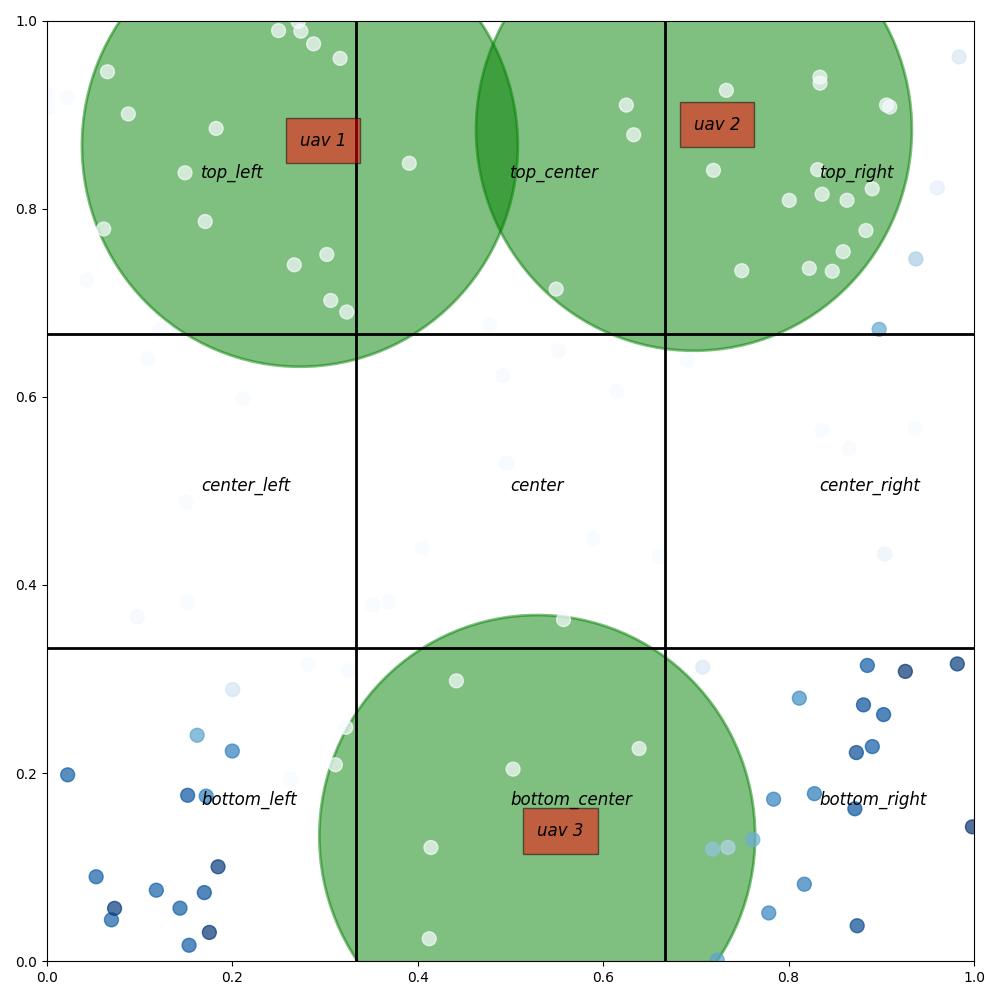 1.0
uav 1
uav 2
top_left
top_center
top_right
0.8
0.6
center_left
center
center_right
0.4
0.2
bottom_left
bottom_center
bottom_right
uav 3
0.0
0.0
0.2
0.4
0.6
0.8
1.0